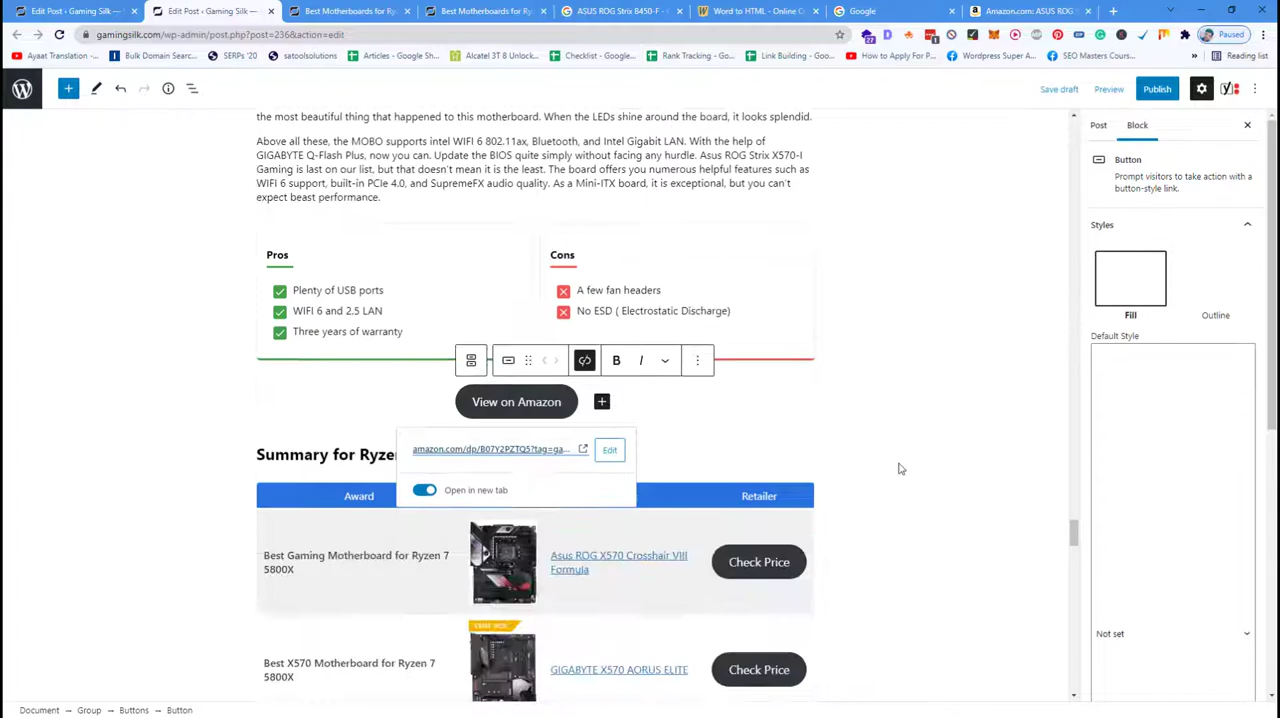 Edit Post ‹ Gaming Silk —
Edit Post ‹ Gaming Silk —
Best Motherboards for Ryzen
Best Motherboards for Ryzen
ASUS ROG Strix B450-F -
Word to HTML - Online C
Google
Amazon.com: ASUS ROG S
gamingsilk.com/wp-admin/post.php?post=236&action=edit
27
1
Paused
Ayaat Translation...
Bulk Domain Searc...
SERPs '20
satoolsolutions
Articles - Google Sh...
Alcatel 3T 8 Unlock...
Checklist - Google...
Rank Tracking - Go...
Link Building - Goo...
How to Apply For P...
Wordpress Super A...
SEO Masters Cours...
»
Reading list
Save draft
Preview
Publish
the most beautiful thing that happened to this motherboard. When the LEDs shine around the board, it looks splendid.
Above all these, the MOBO supports intel WIFI 6 802.11ax, Bluetooth, and Intel Gigabit LAN. With the help of
GIGABYTE Q-Flash Plus, now you can. Update the BIOS quite simply without facing any hurdle. Asus ROG Strix X570-I
Gaming is last on our list, but that doesn't mean it is the least. The board offers you numerous helpful features such as
WIFI 6 support, built-in PCIe 4.0, and SupremeFX audio quality. As a Mini-ITX board, it is exceptional, but you can't
expect beast performance.
Pros
Plenty of USB ports
WIFI 6 and 2.5 LAN
Three years of warranty
Cons
A few fan headers
No ESD ( Electrostatic Discharge)
B
I
View on Amazon
amazon.com/dp/B07Y2PZTQ5?tag=ga...
Edit
Open in new tab
Summary for Ryze
Award
Retailer
Best Gaming Motherboard for Ryzen 7
5800X
Asus ROG X570 Crosshair VIII
Formula
Check Price
Best X570 Motherboard for Ryzen 7
5800X
GIGABYTE X570 AORUS ELITE
Check Price
Post
Block
Button
Prompt visitors to take action with a
button-style link.
Styles
Fill
Outline
Default Style
Not set
Document → Group → Buttons → Button